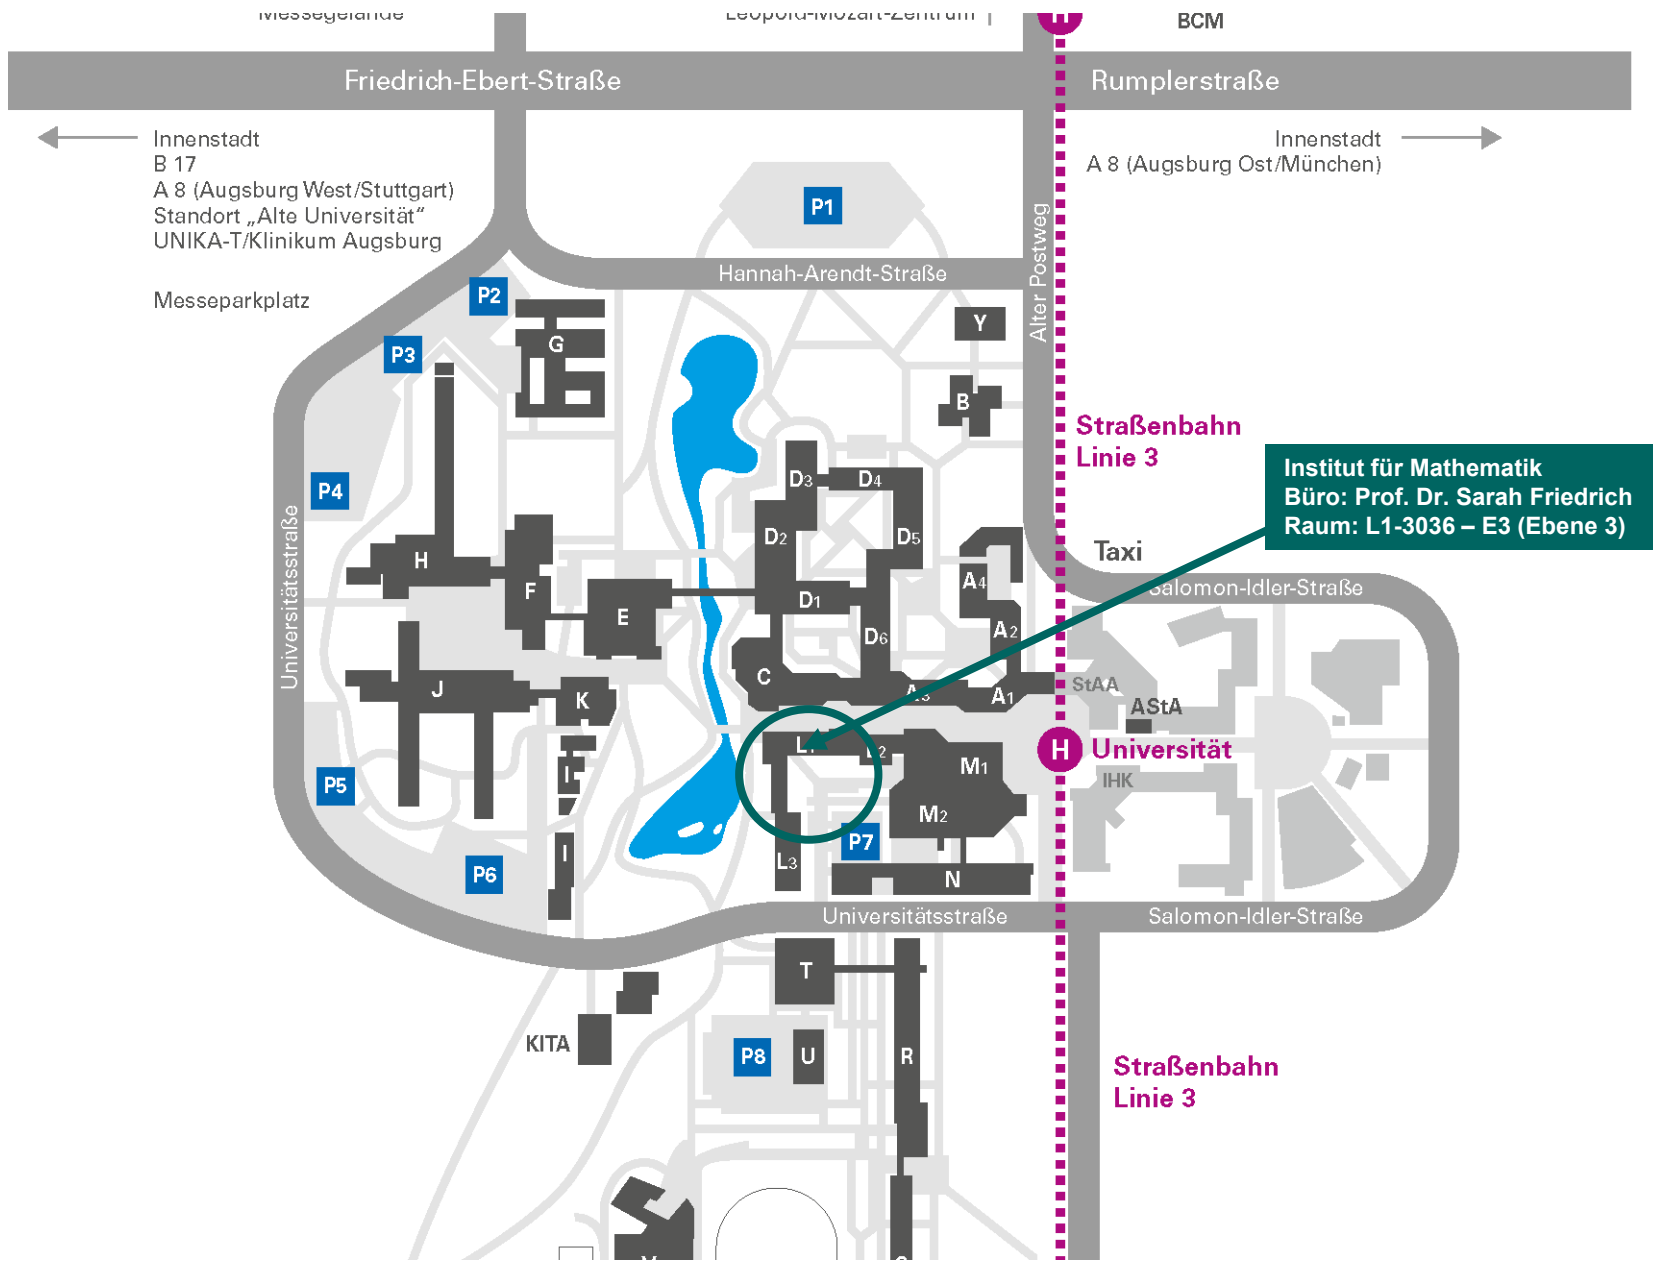 Messegelände
Leopold-Mozart-Zentrum
H
BCM
Friedrich-Ebert-Straße
Rumplerstraße
Innenstadt
B 17
A 8 (Augsburg West/Stuttgart)
Standort „Alte Universität“
UNIKA-T/Klinikum Augsburg
Messeparkplatz
Innenstadt
A 8 (Augsburg Ost/München)
P1
Hannah-Arendt-Straße
Alter Postweg
P2
P3
G
Y
B
Straßenbahn
Linie 3
Institut für Mathematik
Büro: Prof. Dr. Sarah Friedrich
Raum: L1-3036 – E3 (Ebene 3)
P4
D3
D4
D2
D5
Taxi
Salomon-Idler-Straße
Universitätsstraße
H
F
E
D1
D6
A4
A2
C
A3
A1
StAA
AStA
J
K
L1
L2
M1
H
Universität
IHK
I
P5
M2
P7
I
P6
L3
N
Universitätsstraße
Salomon-Idler-Straße
T
KITA
P8
U
R
Straßenbahn
Linie 3